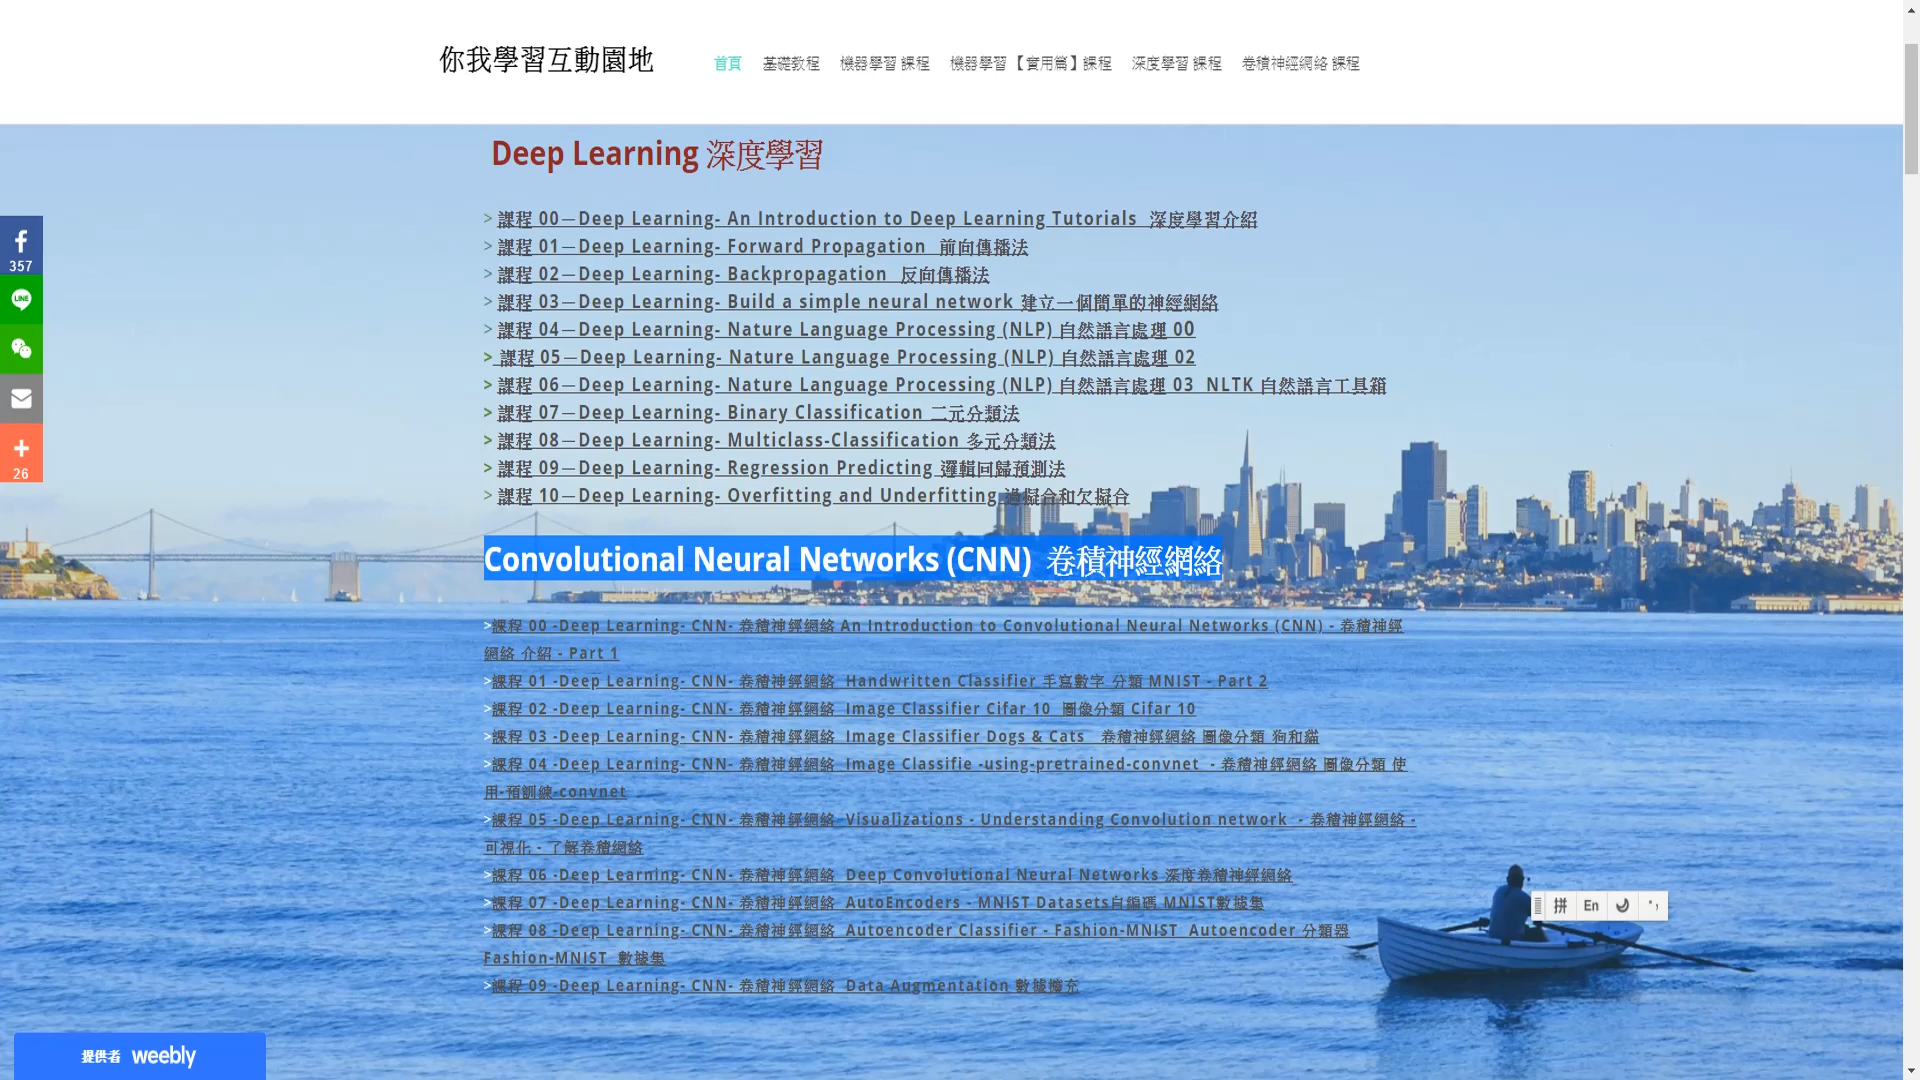 你我學習互動園地
首頁 基礎教程 機器學習 課程 機器學習 【實用篇】課程 深度學習 課程 卷積神經網絡 課程
Deep Learning 深度學習
> 課程 00－Deep Learning- An Introduction to Deep Learning Tutorials 深度學習介紹
> 課程 01－Deep Learning- Forward Propagation 前向傳播法
> 課程 02－Deep Learning- Backpropagation 反向傳播法
> 課程 03－Deep Learning- Build a simple neural network 建立一個簡單的神經網絡
> 課程 04－Deep Learning- Nature Language Processing (NLP) 自然語言處理 00
> 課程 05－Deep Learning- Nature Language Processing (NLP) 自然語言處理 02
> 課程 06－Deep Learning- Nature Language Processing (NLP) 自然語言處理 03 NLTK 自然語言工具箱
> 課程 07－Deep Learning- Binary Classification 二元分類法
> 課程 08－Deep Learning- Multiclass-Classification 多元分類法
> 課程 09－Deep Learning- Regression Predicting 邏輯回歸預測法
> 課程 10－Deep Learning- Overfitting and Underfitting 過擬合和欠擬合
357
LINE
26
Convolutional Neural Networks (CNN) 卷積神經網絡
>課程 00 -Deep Learning- CNN- 卷積神經網絡 An Introduction to Convolutional Neural Networks (CNN) - 卷積神經
網絡 介紹 - Part 1
>課程 01 -Deep Learning- CNN- 卷積神經網絡 Handwritten Classifier 手寫數字 分類 MNIST - Part 2
>課程 02 -Deep Learning- CNN- 卷積神經網絡 Image Classifier Cifar 10 圖像分類 Cifar 10
>課程 03 -Deep Learning- CNN- 卷積神經網絡 Image Classifier Dogs & Cats 卷積神經網絡 圖像分類 狗和貓
>課程 04 -Deep Learning- CNN- 卷積神經網絡 Image Classifie -using-pretrained-convnet - 卷積神經網絡 圖像分類 使
用-預訓練-convnet
>課程 05 -Deep Learning- CNN- 卷積神經網絡 Visualizations - Understanding Convolution network - 卷積神經網絡 -
可視化 - 了解卷積網絡
>課程 06 -Deep Learning- CNN- 卷積神經網絡 Deep Convolutional Neural Networks 深度卷積神經網絡
>課程 07 -Deep Learning- CNN- 卷積神經網絡 AutoEncoders - MNIST Datasets自編碼 MNIST數據集
>課程 08 -Deep Learning- CNN- 卷積神經網絡 Autoencoder Classifier - Fashion-MNIST Autoencoder 分類器
Fashion-MNIST 數據集
>課程 09 -Deep Learning- CNN- 卷積神經網絡 Data Augmentation 數據擴充
拼 En
提供者 weebly